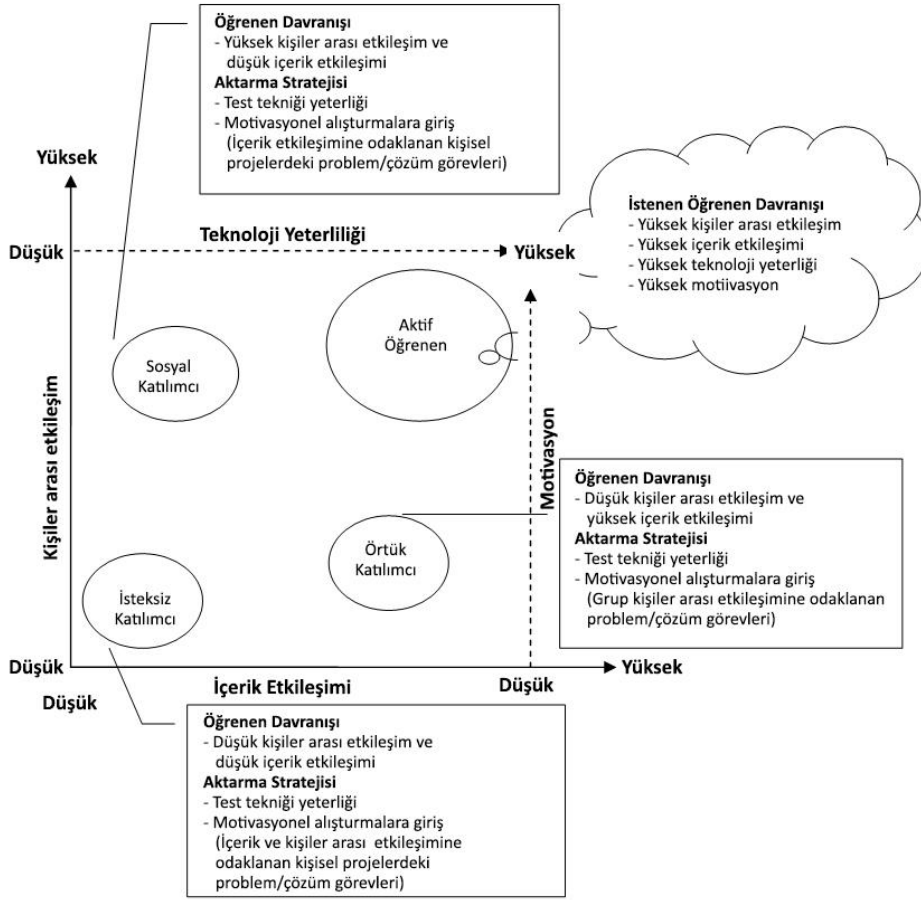 Öğrenen Davranışı
- Yüksek kişiler arası etkileşim ve
düşük içerik etkileşimi
Aktarma Stratejisi
- Test tekniği yeterliği
- Motivasyonel alıştırmalara giriş
(İçerik etkileşimine odaklanan kişisel
projelerdeki problem/çözüm görevleri)
Yüksek
Düşük
Teknoloji Yeterliliği
Yüksek
İstenen Öğrenen Davranışı
- Yüksek kişiler arası etkileşim
- Yüksek içerik etkileşimi
- Yüksek teknoloji yeterliği
- Yüksek motiivasyon
Aktif
Öğrenen
Sosyal
Katılımcı
Kişiler arası etkileşim
Motivasyon
Öğrenen Davranışı
- Düşük kişiler arası etkileşim ve
yüksek içerik etkileşimi
Aktarma Stratejisi
- Test tekniği yeterliği
- Motivasyonel alıştırmalara giriş
(Grup kişiler arası etkileşimine odaklanan
problem/çözüm görevleri)
Örtük
Katılımcı
İsteksiz
Katılımcı
Düşük
Düşük
İçerik Etkileşimi
Düşük
Yüksek
Öğrenen Davranışı
- Düşük kişiler arası etkileşim ve
düşük içerik etkileşimi
Aktarma Stratejisi
- Test tekniği yeterliği
- Motivasyonel alıştırmalara giriş
(İçerik ve kişiler arası etkileşimine
odaklanan kişisel projelerdeki
problem/çözüm görevleri)